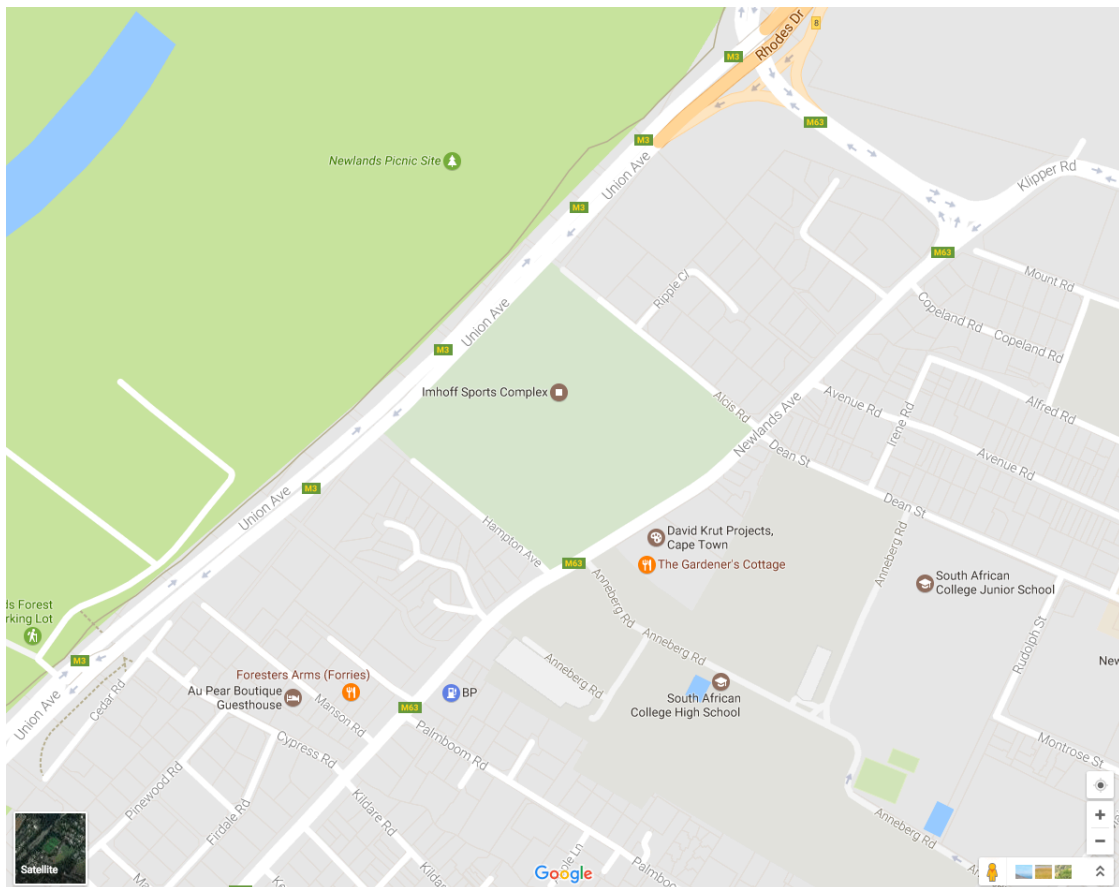 8
Rhodes Dr
M3
M63
M3
Newlands Picnic Site
Union Ave
Klipper Rd
M3
M63
Mount Rd
Ripple Cl
Copeland Rd
Union Ave
Copeland Rd
M3
Imhoff Sports Complex
Alcis Rd
Newlands Ave
Avenue Rd
Irene Rd
Alfred Rd
Dean St
Avenue Rd
M3
Union Ave
Dean St
Hampton Ave
David Krut Projects,
Cape Town
Anneberg Rd
M63
The Gardener's Cottage
Anneberg Rd
South African
College Junior School
ds Forest
rking Lot
Rudolph St
Anneberg Rd
M3
Anneberg Rd
New
Foresters Arms (Forries)
Au Pear Boutique
Guesthouse
BP
South African
College High School
Cedar Rd
Union Ave
Manson Rd
M63
Palmboom Rd
Cypress Rd
Montrose St
Pinewood Rd
Firdale Rd
Kildare Rd
Anneberg Rd
Satellite
Google